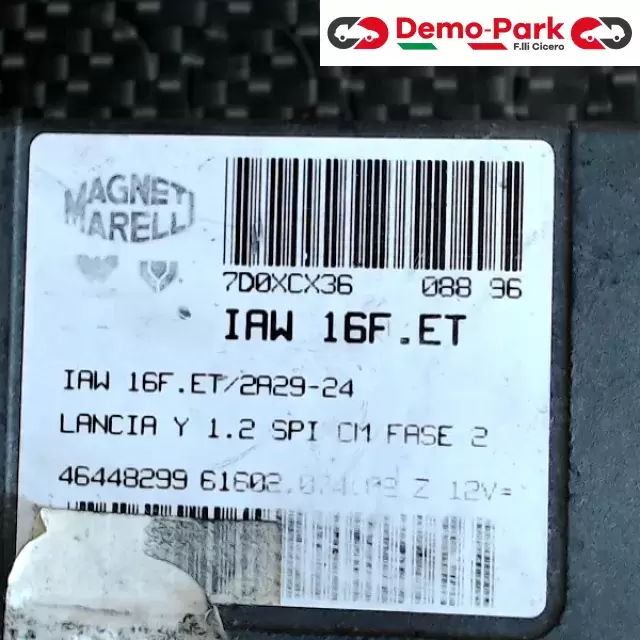 Demo-Park
F.lli Cicero
MAGNETI
MARELLI
7D0XCX36 088 96
IAW 16F.ET
IAW 16F.ET/2A29-24
LANCIA Y 1.2 SPI CM FASE 2
46448299 Z 12V=